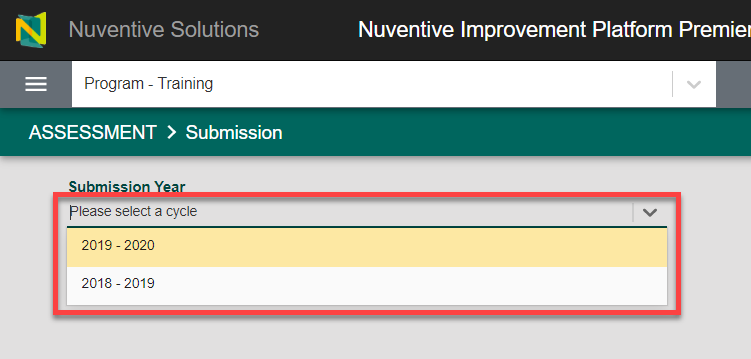 Nuventive Solutions
Nuventive Improvement Platform Premier
Program - Training
ASSESSMENT > Submission
Submission Year
Please select a cycle
2019 - 2020
2018 - 2019